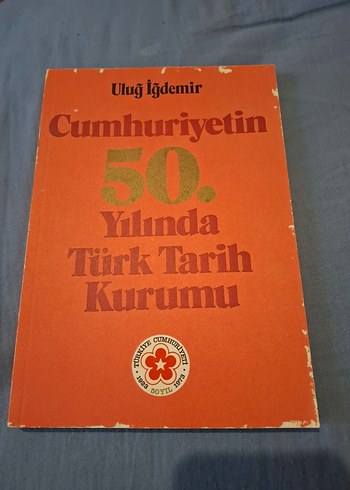 Uluğ İğdemir
Cumhuriyetin
50.
Yılında
Türk Tarih
Kurumu
TÜRKİYE CUMHURİYETİ
1923 50 YIL 1973